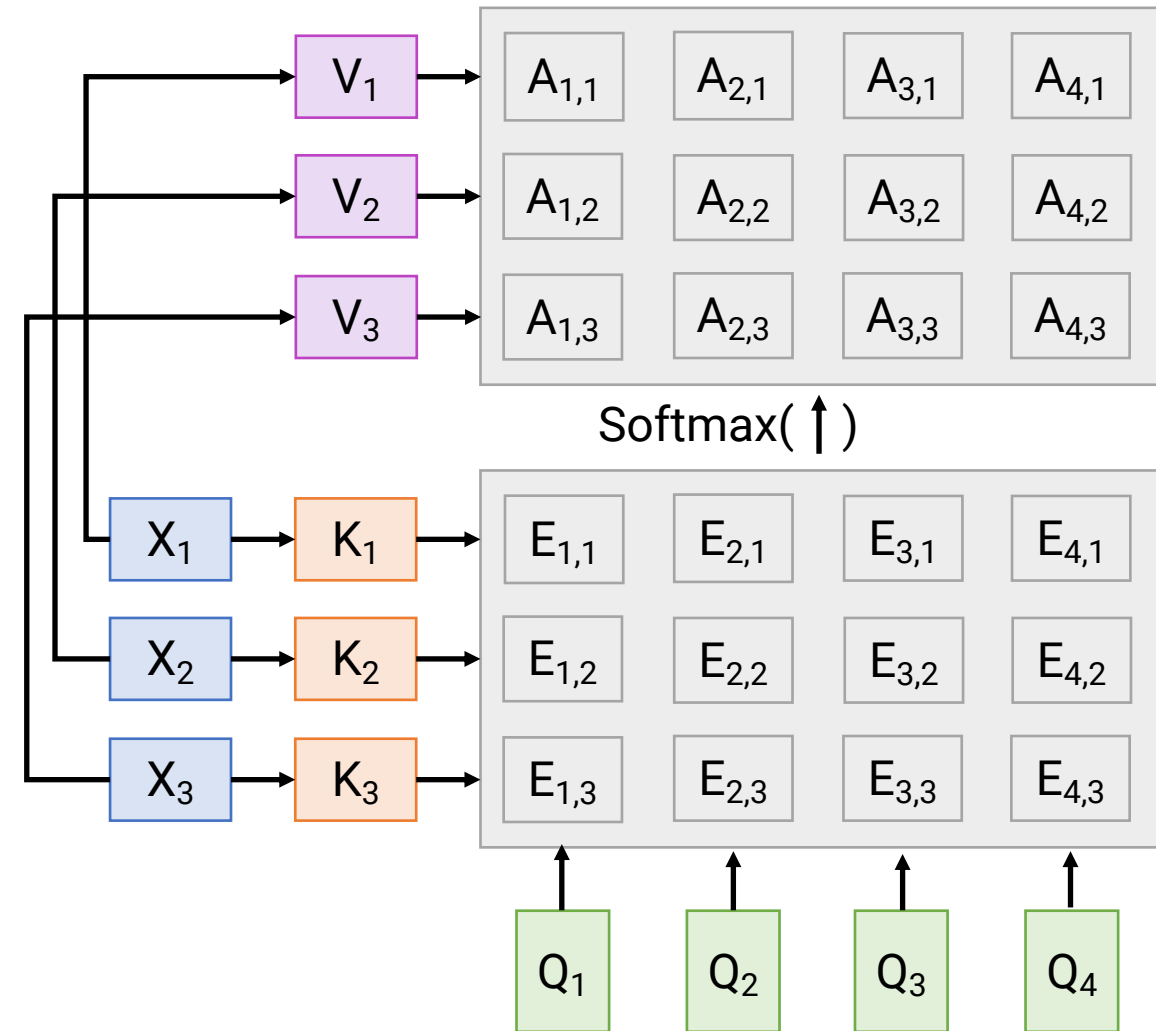 V₁ A₁,₁ A₂,₁ A₃,₁ A₄,₁
V₂ A₁,₂ A₂,₂ A₃,₂ A₄,₂
V₃ A₁,₃ A₂,₃ A₃,₃ A₄,₃
Softmax( ↑ )
X₁ K₁ E₁,₁ E₂,₁ E₃,₁ E₄,₁
X₂ K₂ E₁,₂ E₂,₂ E₃,₂ E₄,₂
X₃ K₃ E₁,₃ E₂,₃ E₃,₃ E₄,₃
Q₁ Q₂ Q₃ Q₄